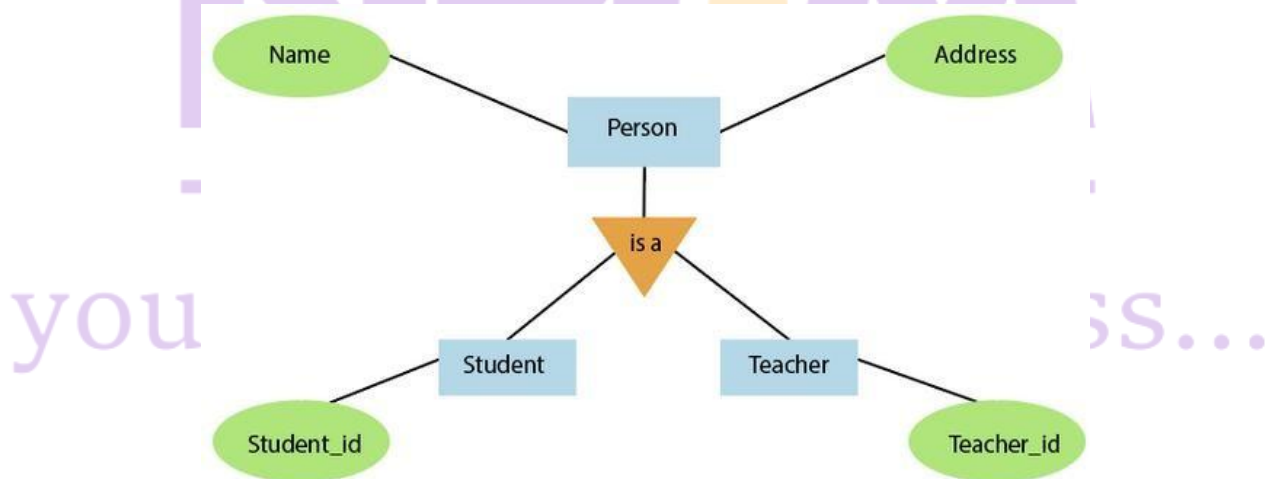 Name
Address
Person
is a
Student
Teacher
Student_id
Teacher_id